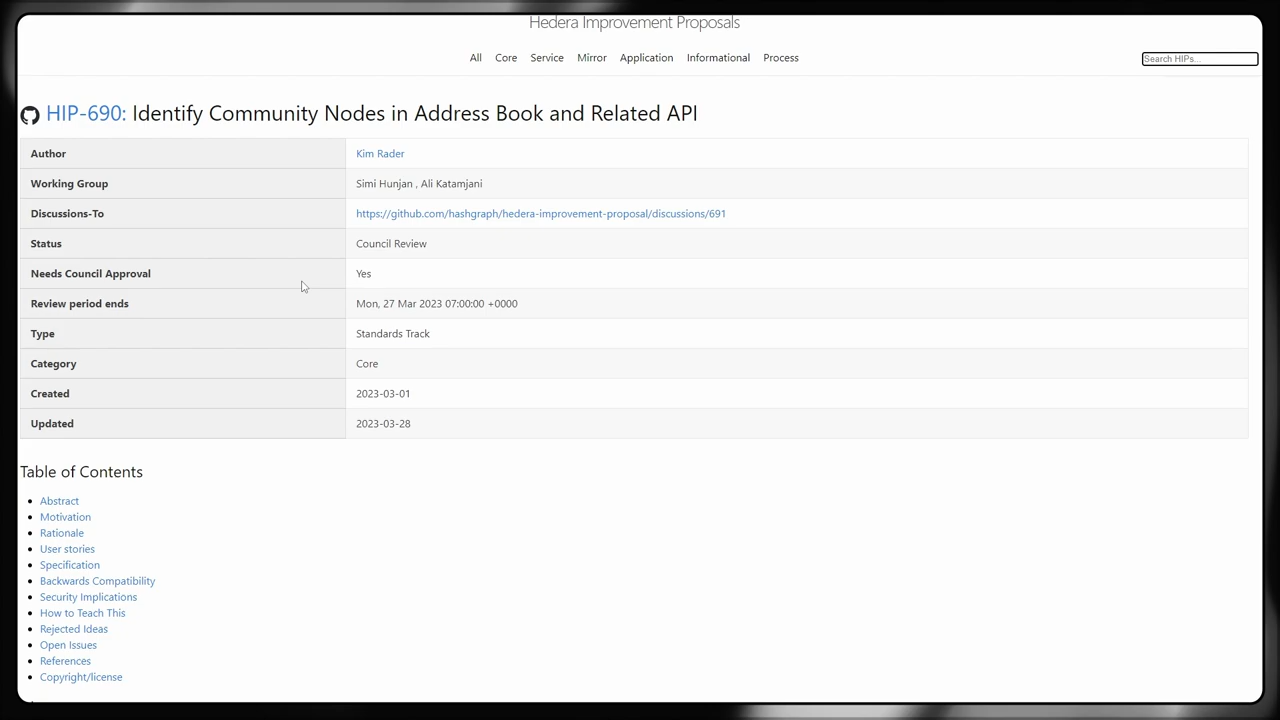 Hedera Improvement Proposals
All Core Service Mirror Application Informational Process
Search HIPs...
HIP-690: Identify Community Nodes in Address Book and Related API
Author Kim Rader
Working Group Simi Hunjan , Ali Katamjani
Discussions-To https://github.com/hashgraph/hedera-improvement-proposal/discussions/691
Status Council Review
Needs Council Approval Yes
Review period ends Mon, 27 Mar 2023 07:00:00 +0000
Type Standards Track
Category Core
Created 2023-03-01
Updated 2023-03-28
Table of Contents
Abstract
Motivation
Rationale
User stories
Specification
Backwards Compatibility
Security Implications
How to Teach This
Rejected Ideas
Open Issues
References
Copyright/license